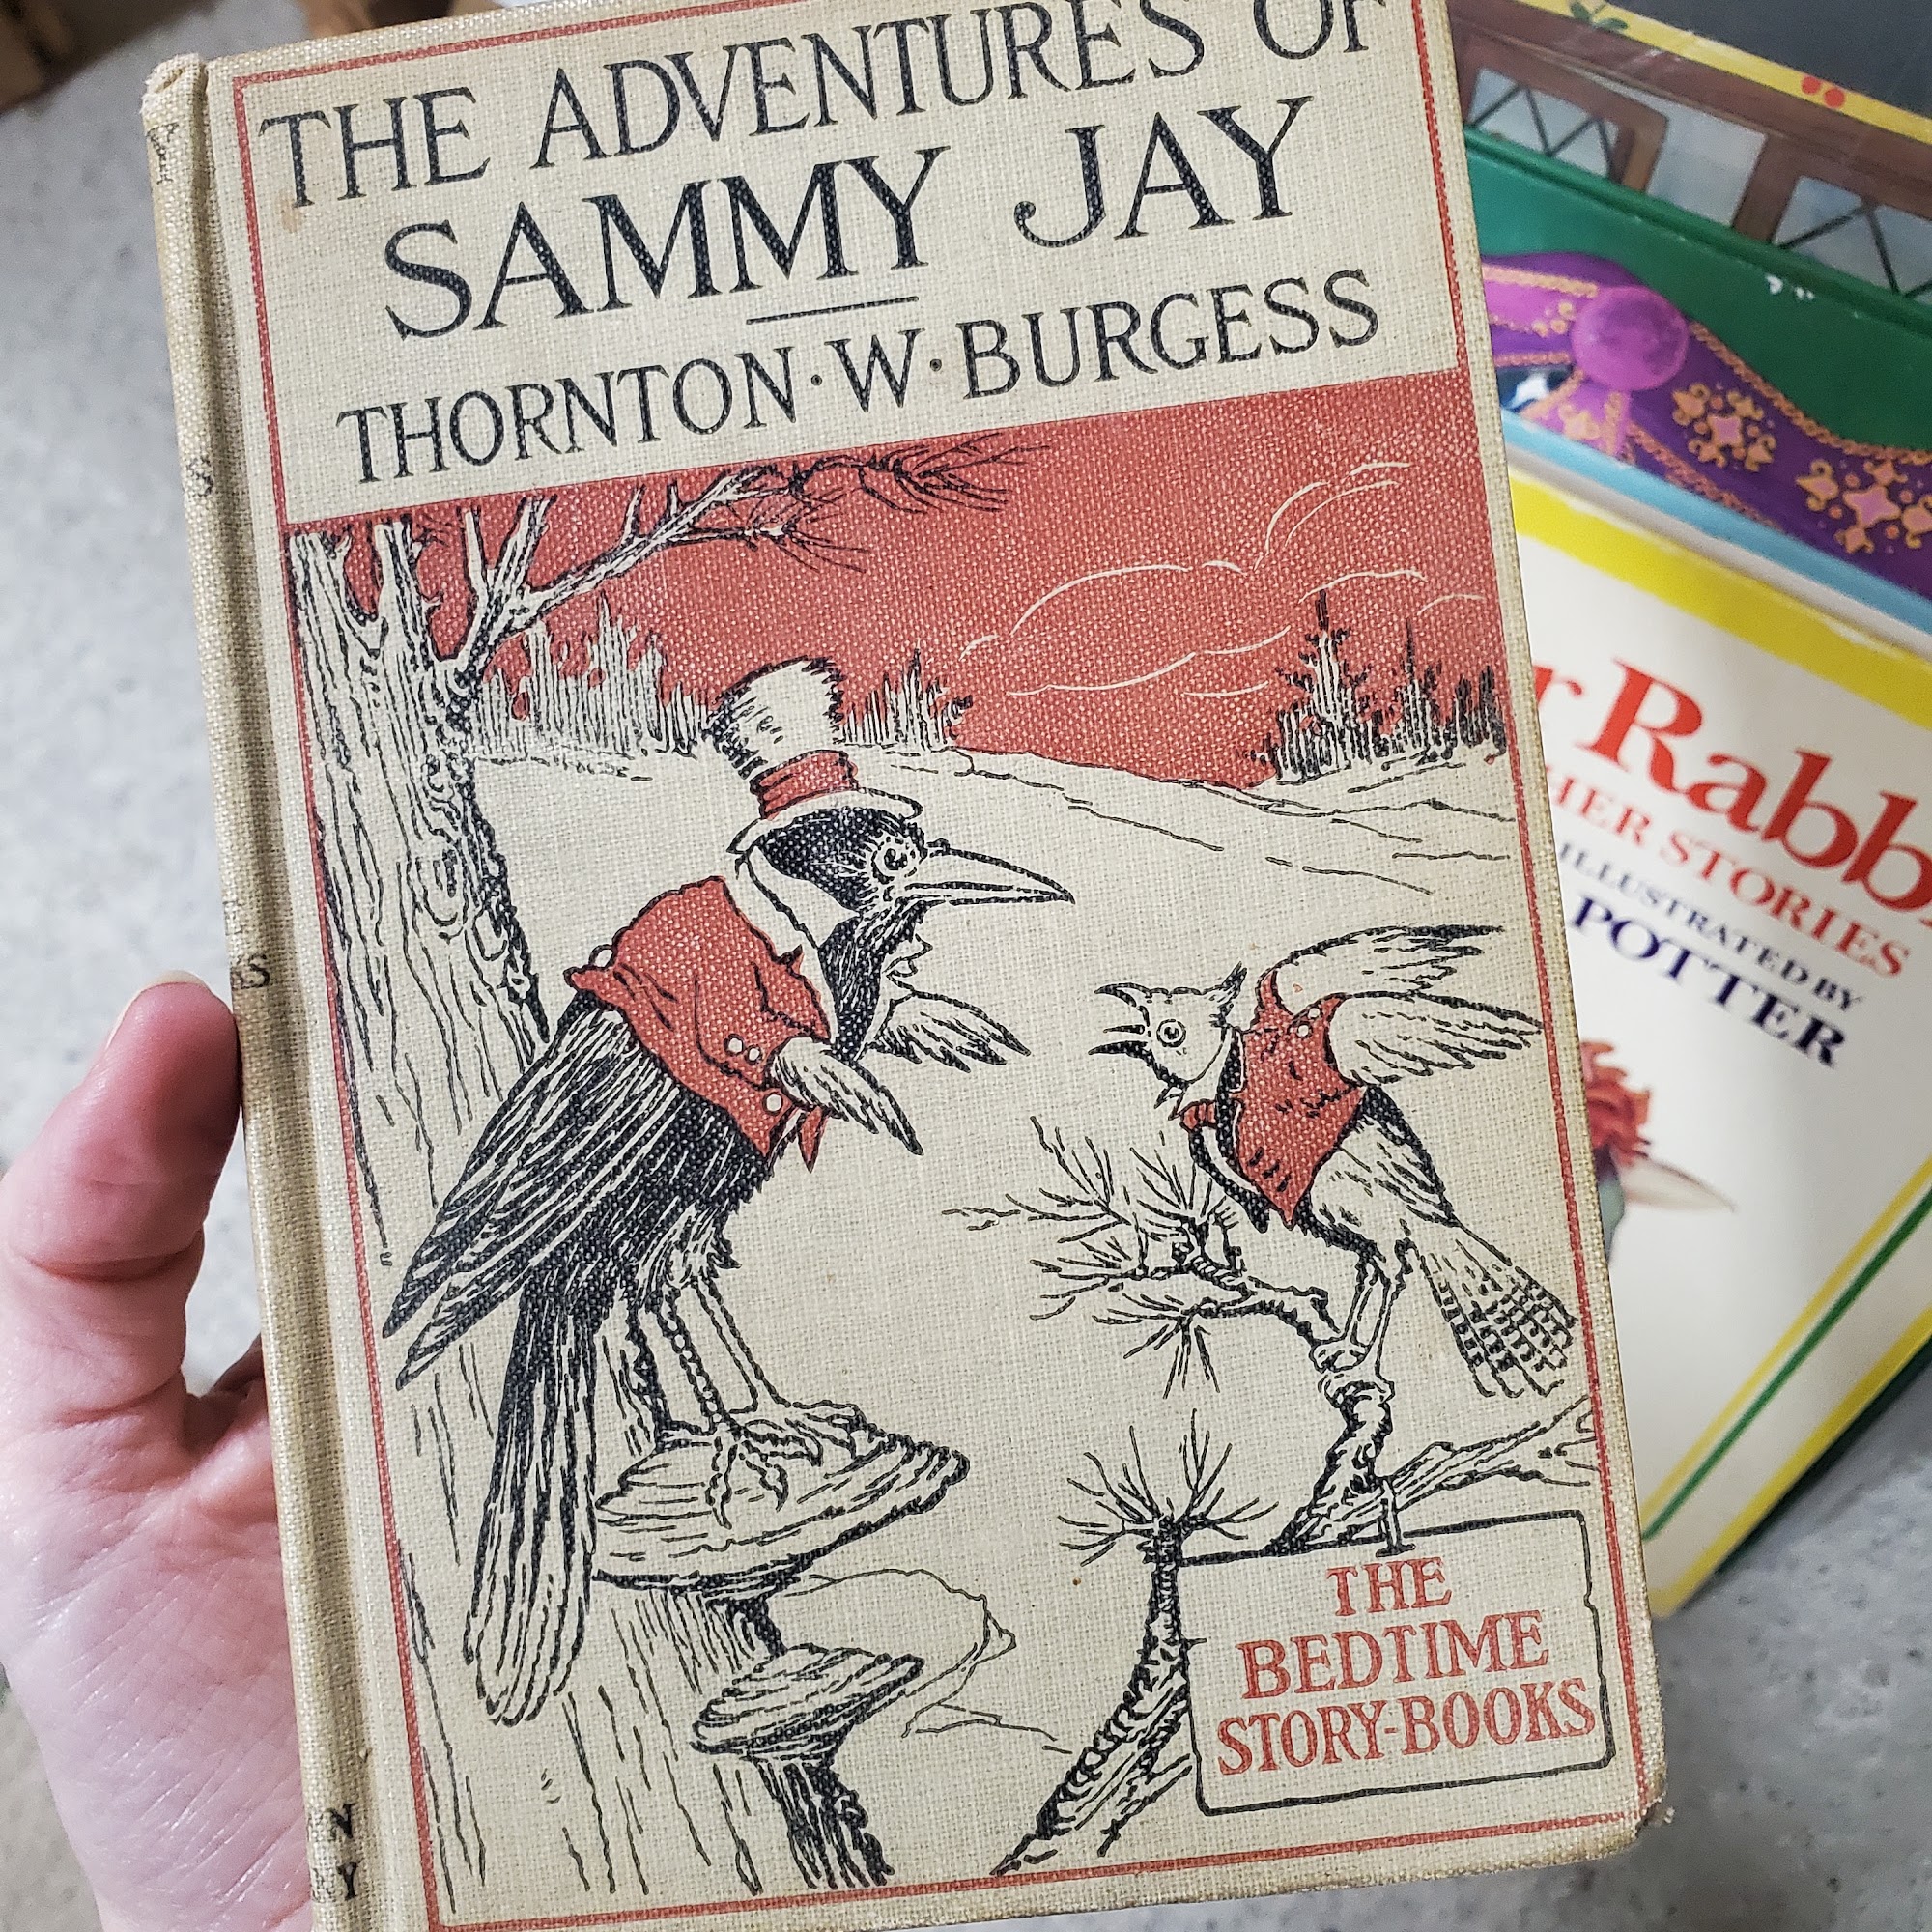 THE ADVENTURES OF
SAMMY JAY
THORNTON·W·BURGESS
THE
BEDTIME
STORY-BOOKS
Y
S
S
N
Y
r Rabb
HER STORIES
ILLUSTRATED BY
POTTER